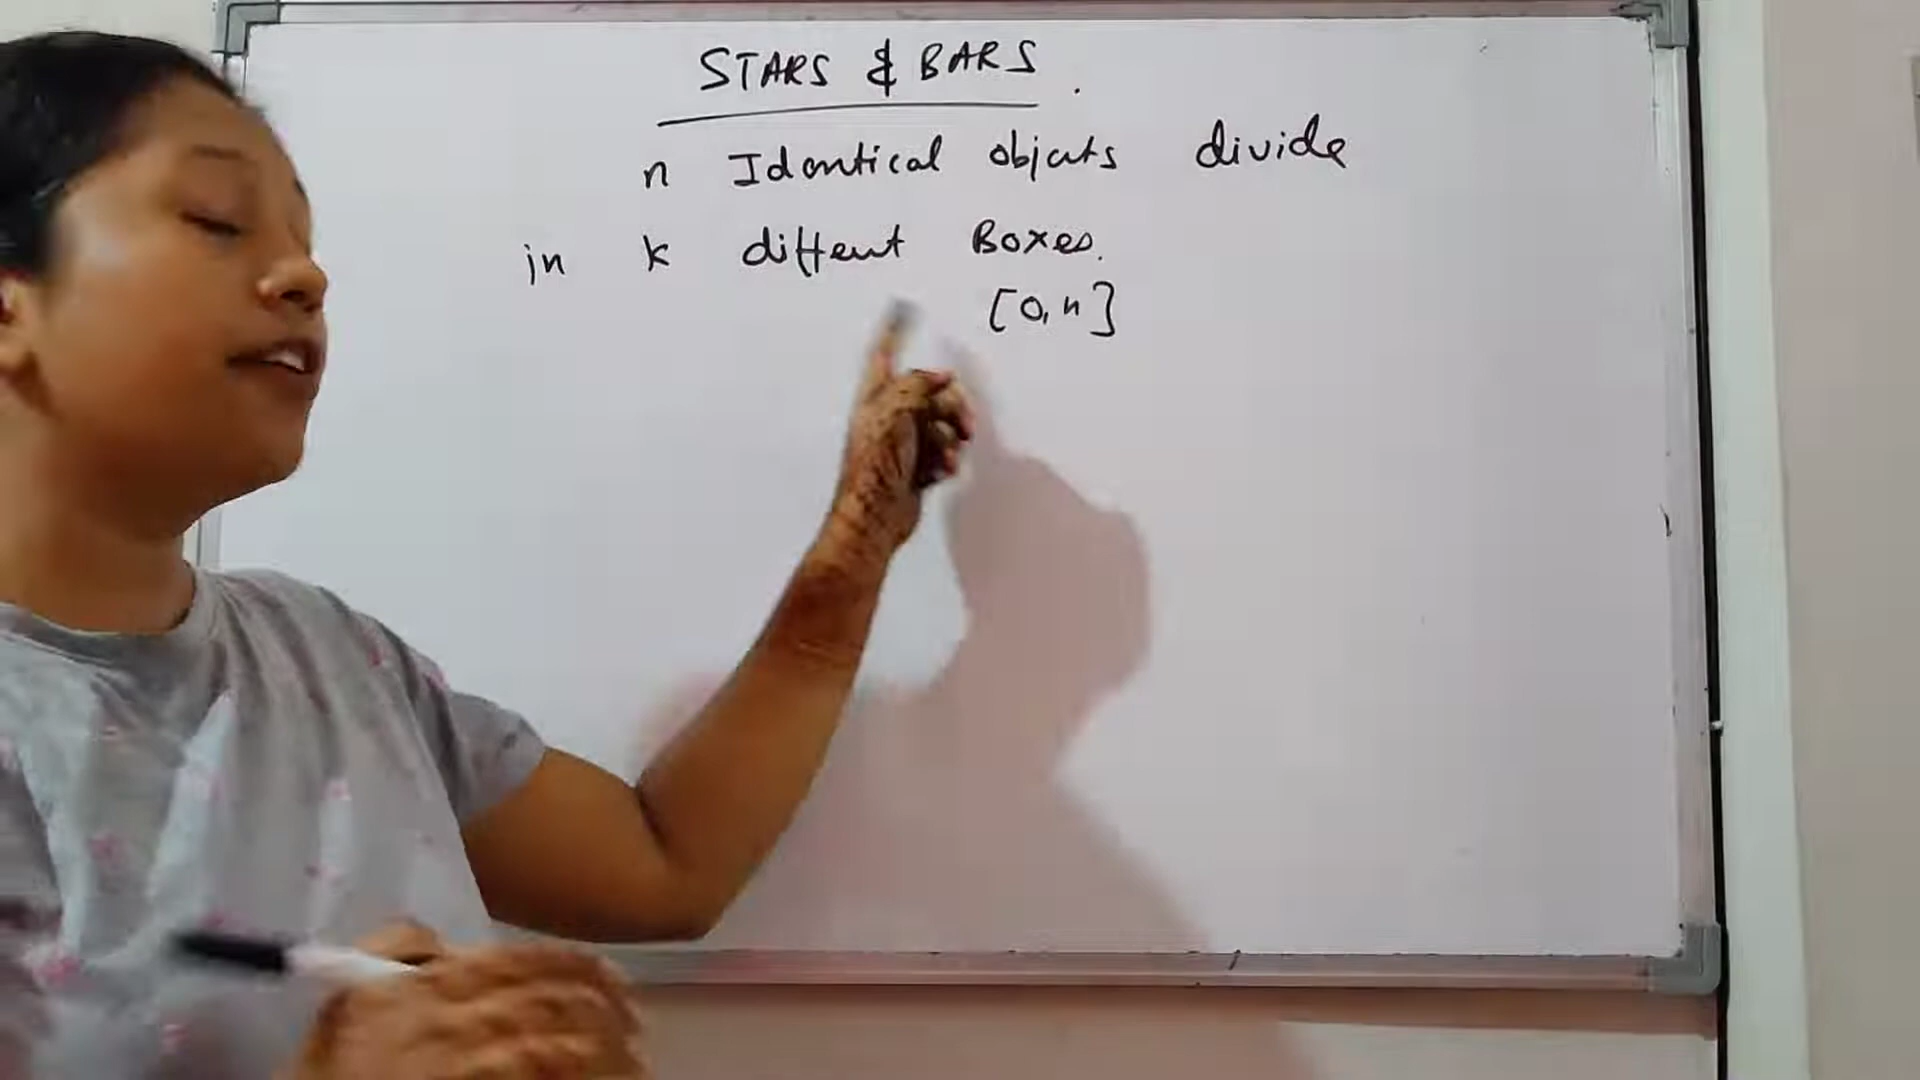 STARS & BARS.
n Identical objects divide
in k diffent Boxes.
[0, n]